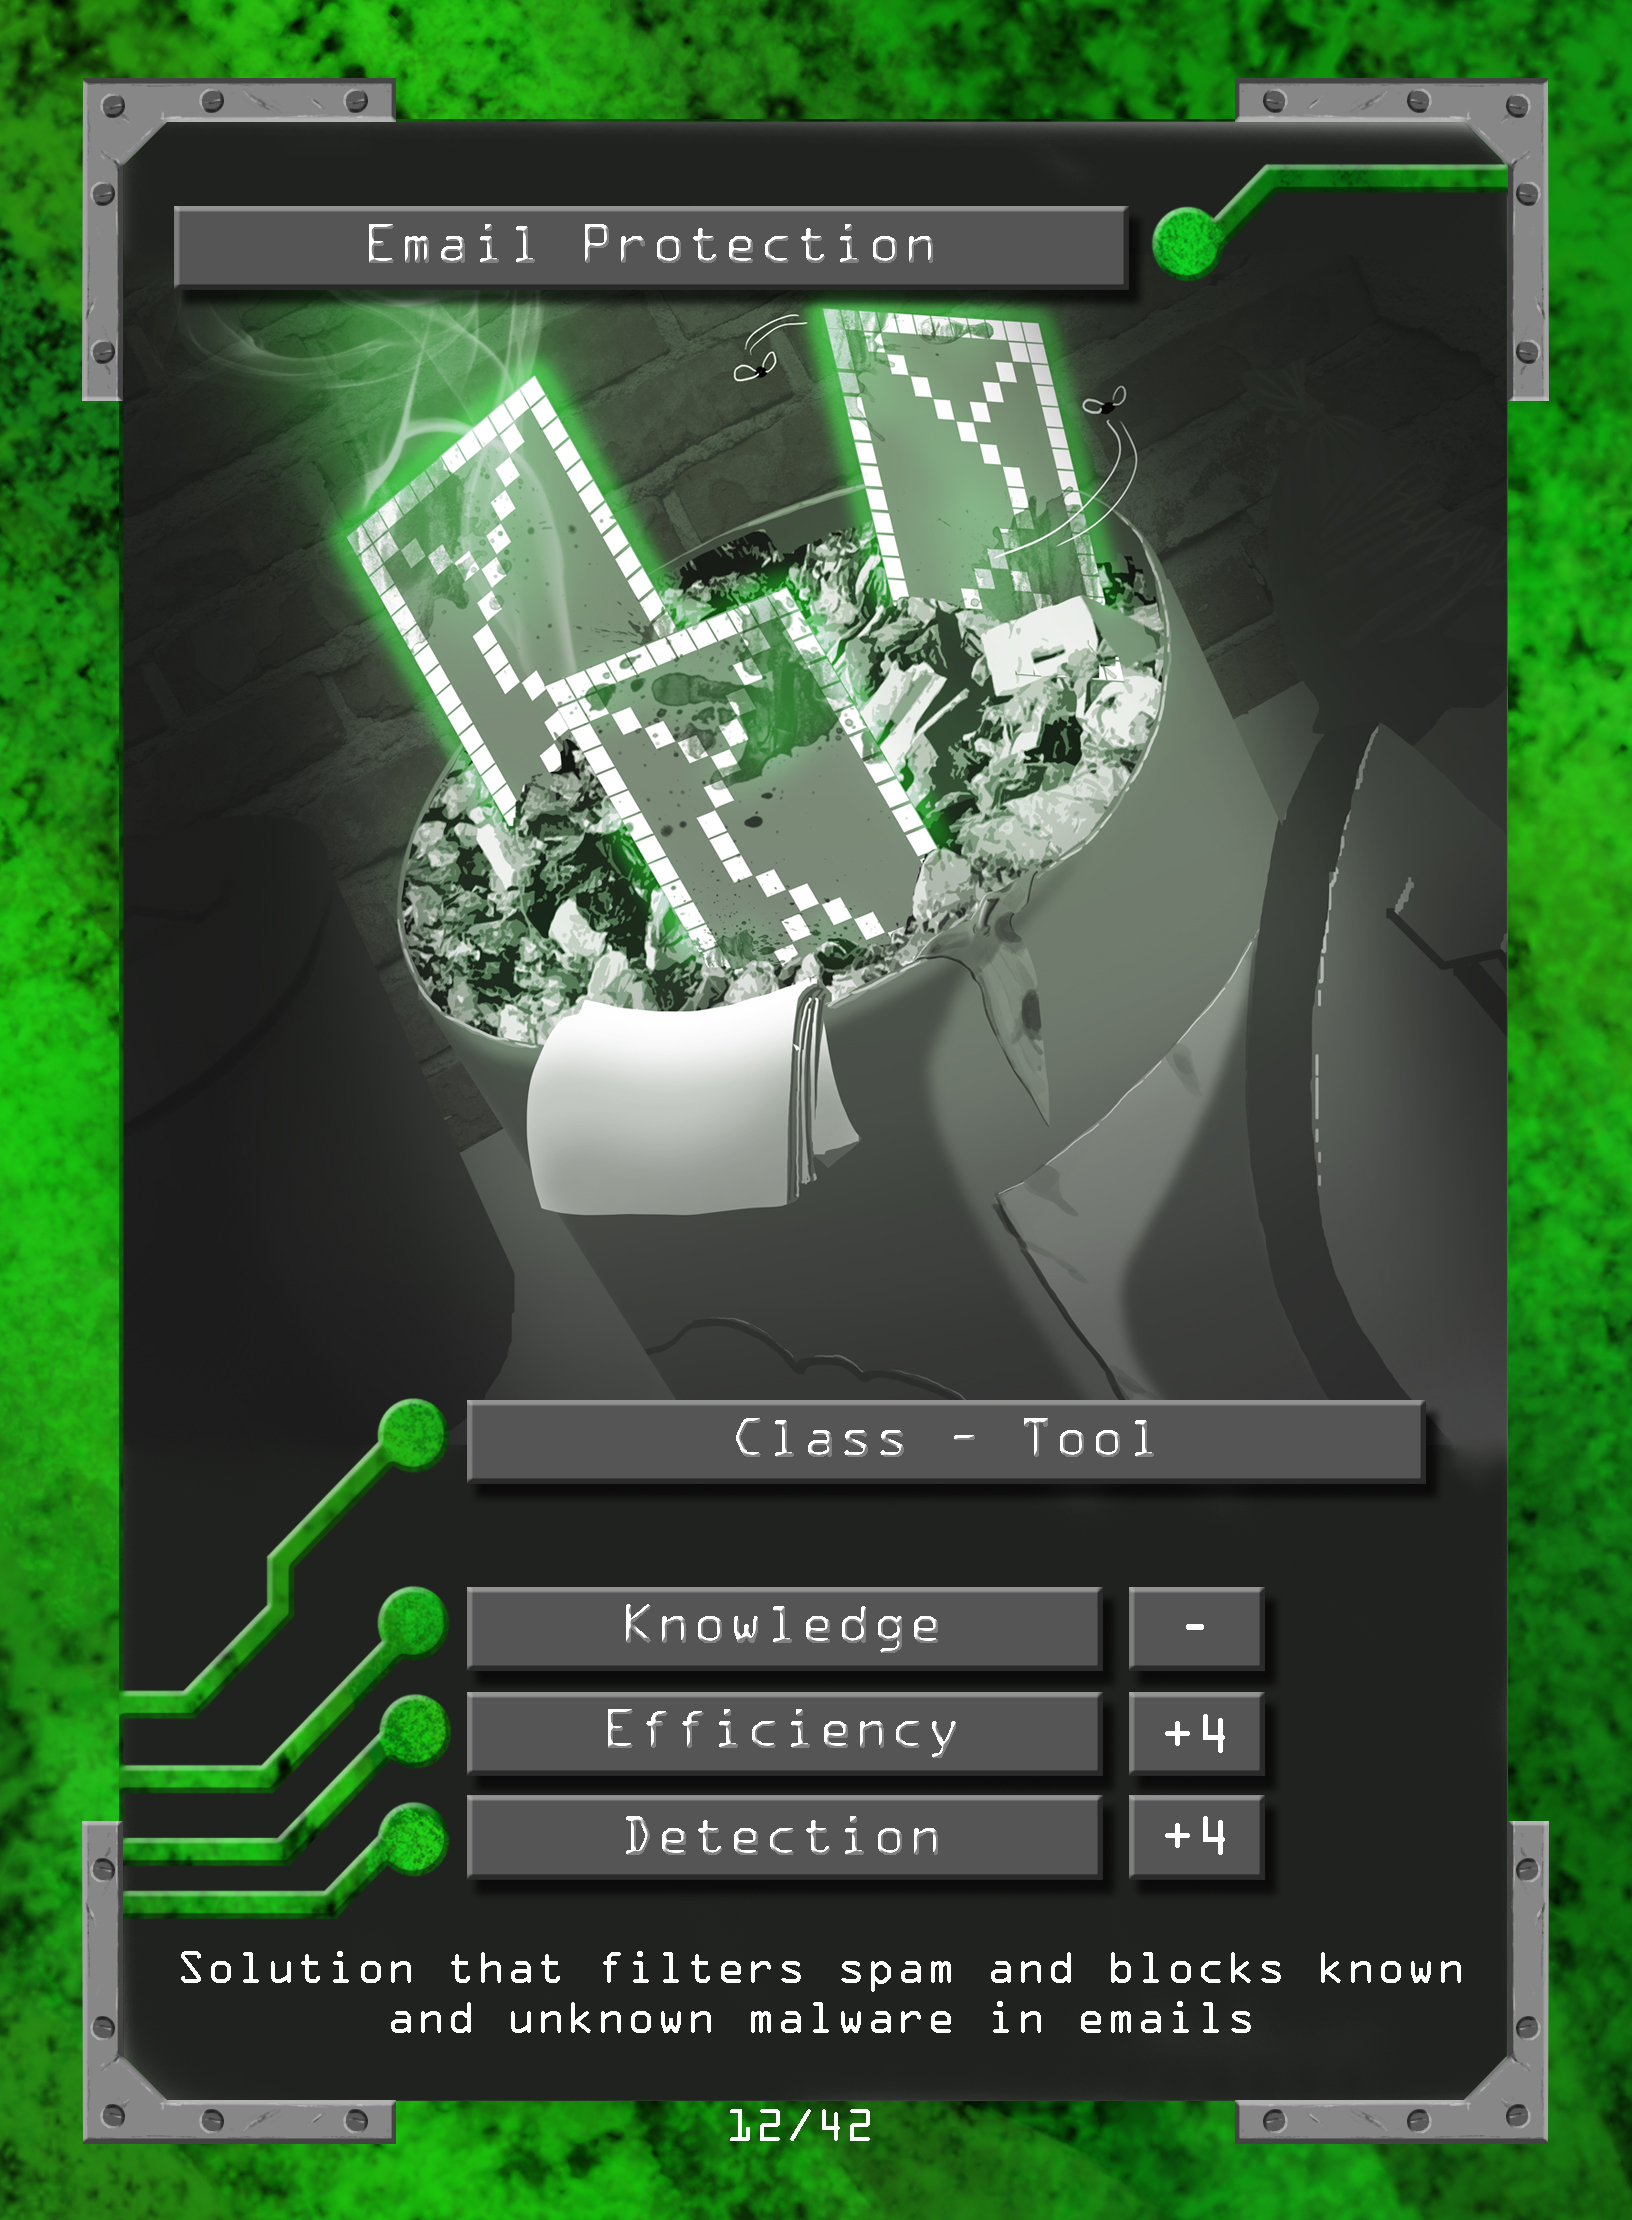 Email Protection
Class - Tool
Knowledge -
Efficiency +4
Detection +4
Solution that filters spam and blocks known
and unknown malware in emails
12/42